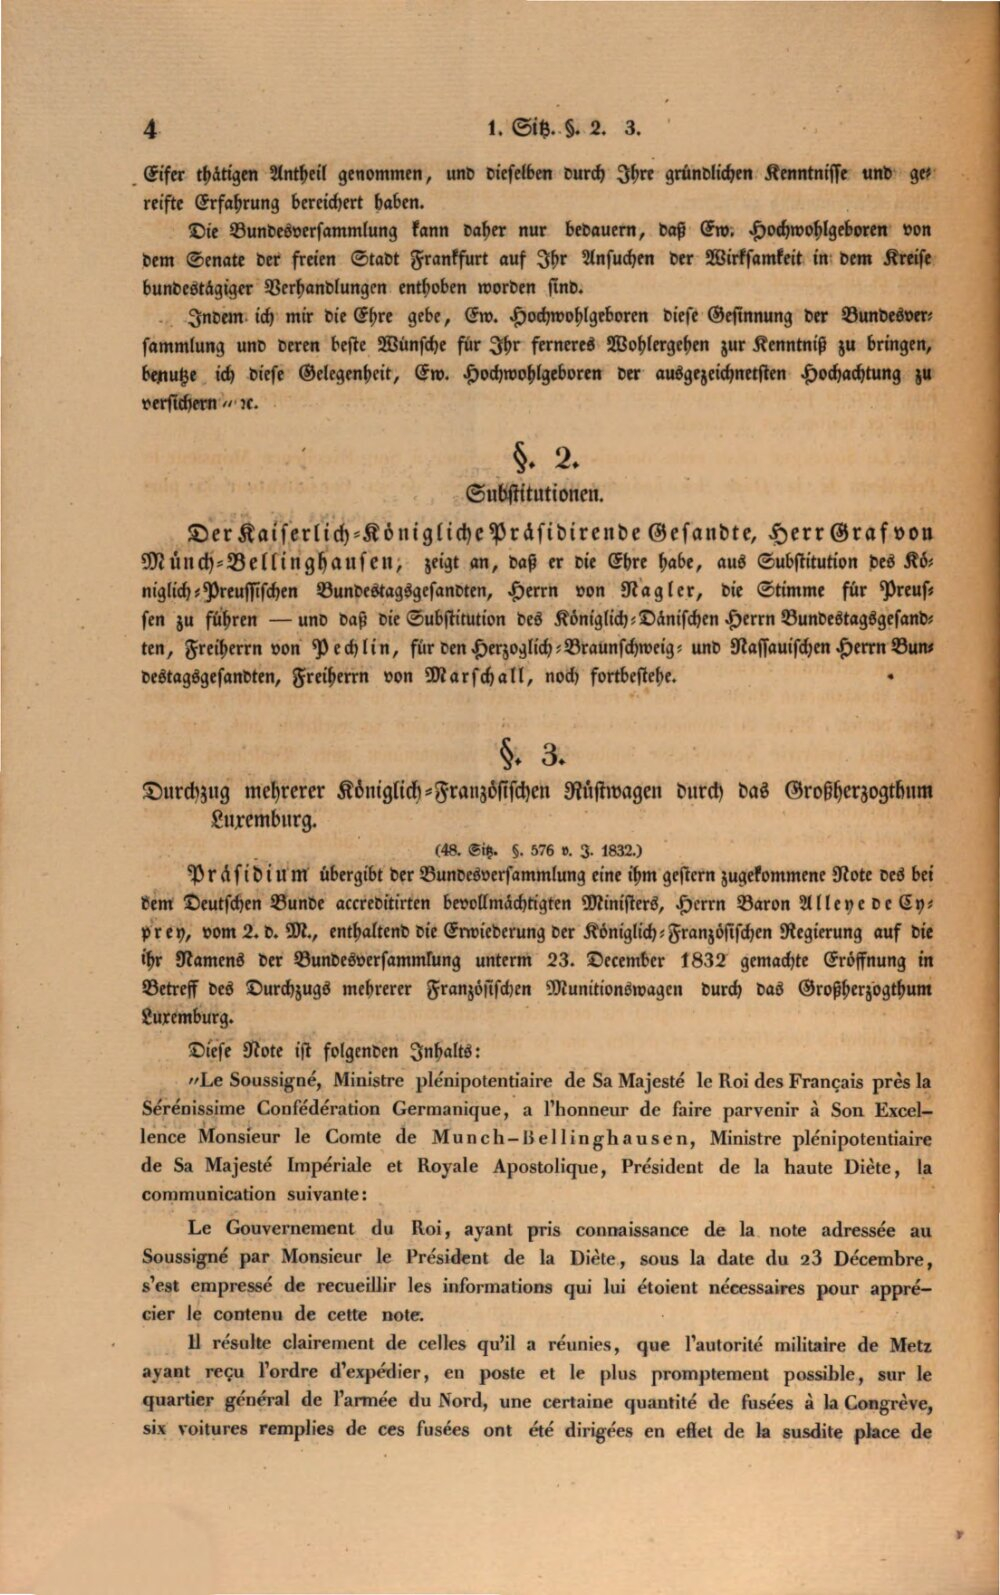 4 1. Sitz. §. 2. 3.
Eifer thätigen Antheil genommen, und dieselben durch Ihre gründlichen Kenntnisse und ge-
reifte Erfahrung bereichert haben.
Die Bundesversammlung kann daher nur bedauern, daß Ew. Hochwohlgeboren von
dem Senate der freien Stadt Frankfurt auf Ihr Ansuchen der Wirksamkeit in dem Kreise
bundestägiger Verhandlungen enthoben worden sind.
Indem ich mir die Ehre gebe, Ew. Hochwohlgeboren diese Gesinnung der Bundesver-
sammlung und deren beste Wünsche für Ihr ferneres Wohlergehen zur Kenntniß zu bringen,
benutze ich diese Gelegenheit, Ew. Hochwohlgeboren der ausgezeichnetsten Hochachtung zu
versichern" ꝛc.
§. 2.
Substitutionen.
Der Kaiserlich-Königliche Präsidirende Gesandte, Herr Graf von
Münch-Bellinghausen, zeigt an, daß er die Ehre habe, aus Substitution des Kö-
niglich-Preussischen Bundestagsgesandten, Herrn von Nagler, die Stimme für Preus-
sen zu führen — und daß die Substitution des Königlich-Dänischen Herrn Bundestagsgesand-
ten, Freiherrn von Pechlin, für den Herzoglich-Braunschweig- und Nassauischen Herrn Bun-
destagsgesandten, Freiherrn von Marschall, noch fortbestehe.
§. 3.
Durchzug mehrerer Königlich-Französischen Rüstwagen durch das Großherzogthum
Luxemburg.
(48. Sitz. §. 576 v. J. 1832.)
Präsidium übergibt der Bundesversammlung eine ihm gestern zugekommene Note des bei
dem Deutschen Bunde accreditirten bevollmächtigten Ministers, Herrn Baron Alleye de Cy-
prey, vom 2. d. M., enthaltend die Erwiederung der Königlich-Französischen Regierung auf die
ihr Namens der Bundesversammlung unterm 23. December 1832 gemachte Eröffnung in
Betreff des Durchzugs mehrerer Französischen Munitionswagen durch das Großherzogthum
Luxemburg.
Diese Note ist folgenden Inhalts:
"Le Soussigné, Ministre plénipotentiaire de Sa Majesté le Roi des Français près la
Sérénissime Confédération Germanique, a l'honneur de faire parvenir à Son Excel-
lence Monsieur le Comte de Munch-Bellinghausen, Ministre plénipotentiaire
de Sa Majesté Impériale et Royale Apostolique, Président de la haute Diète, la
communication suivante:
Le Gouvernement du Roi, ayant pris connaissance de la note adressée au
Soussigné par Monsieur le Président de la Diète, sous la date du 23 Décembre,
s'est empressé de recueillir les informations qui lui étoient nécessaires pour appré-
cier le contenu de cette note.
Il résulte clairement de celles qu'il a réunies, que l'autorité militaire de Metz
ayant reçu l'ordre d'expédier, en poste et le plus promptement possible, sur le
quartier général de l'armée du Nord, une certaine quantité de fusées à la Congrève,
six voitures remplies de ces fusées ont été dirigées en effet de la susdite place de